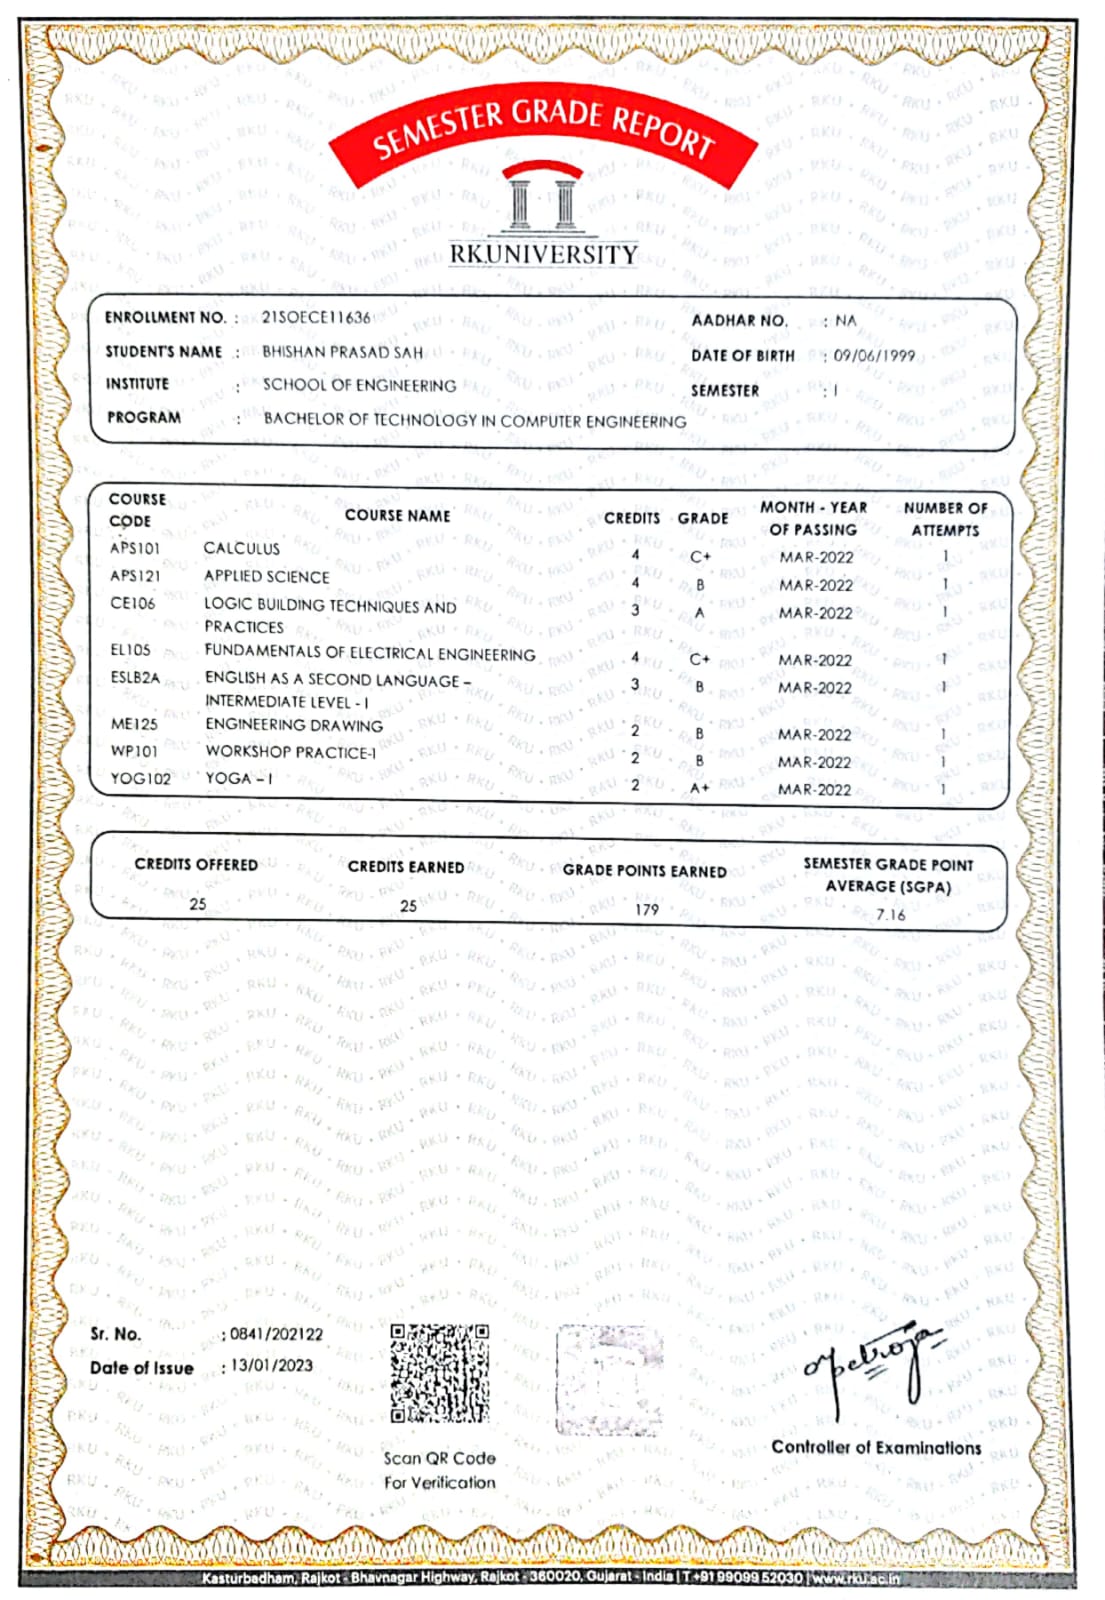 SEMESTER GRADE REPORT
RKUNIVERSITY
ENROLLMENT NO. : 21SOECE11636 AADHAR NO. : NA
STUDENT'S NAME : BHISHAN PRASAD SAH DATE OF BIRTH : 09/06/1999
INSTITUTE : SCHOOL OF ENGINEERING SEMESTER : I
PROGRAM : BACHELOR OF TECHNOLOGY IN COMPUTER ENGINEERING
COURSE CODE COURSE NAME CREDITS GRADE MONTH - YEAR OF PASSING NUMBER OF ATTEMPTS
APS101 CALCULUS 4 C+ MAR-2022 1
APS121 APPLIED SCIENCE 4 B MAR-2022 1
CE106 LOGIC BUILDING TECHNIQUES AND 3 A MAR-2022 1
PRACTICES
EL105 FUNDAMENTALS OF ELECTRICAL ENGINEERING 4 C+ MAR-2022 1
ESLB2A ENGLISH AS A SECOND LANGUAGE – 3 B MAR-2022 1
INTERMEDIATE LEVEL - I
ME125 ENGINEERING DRAWING 2 B MAR-2022 1
WP101 WORKSHOP PRACTICE-I 2 B MAR-2022 1
YOG102 YOGA – I 2 A+ MAR-2022 1
CREDITS OFFERED CREDITS EARNED GRADE POINTS EARNED SEMESTER GRADE POINT AVERAGE (SGPA)
25 25 179 7.16
Sr. No. : 0841/202122
Date of Issue : 13/01/2023
Scan QR Code
For Verification
Controller of Examinations
Kasturbadham, Rajkot - Bhavnagar Highway, Rajkot - 360020, Gujarat - India | T +91 99099 52030 | www.rku.ac.in